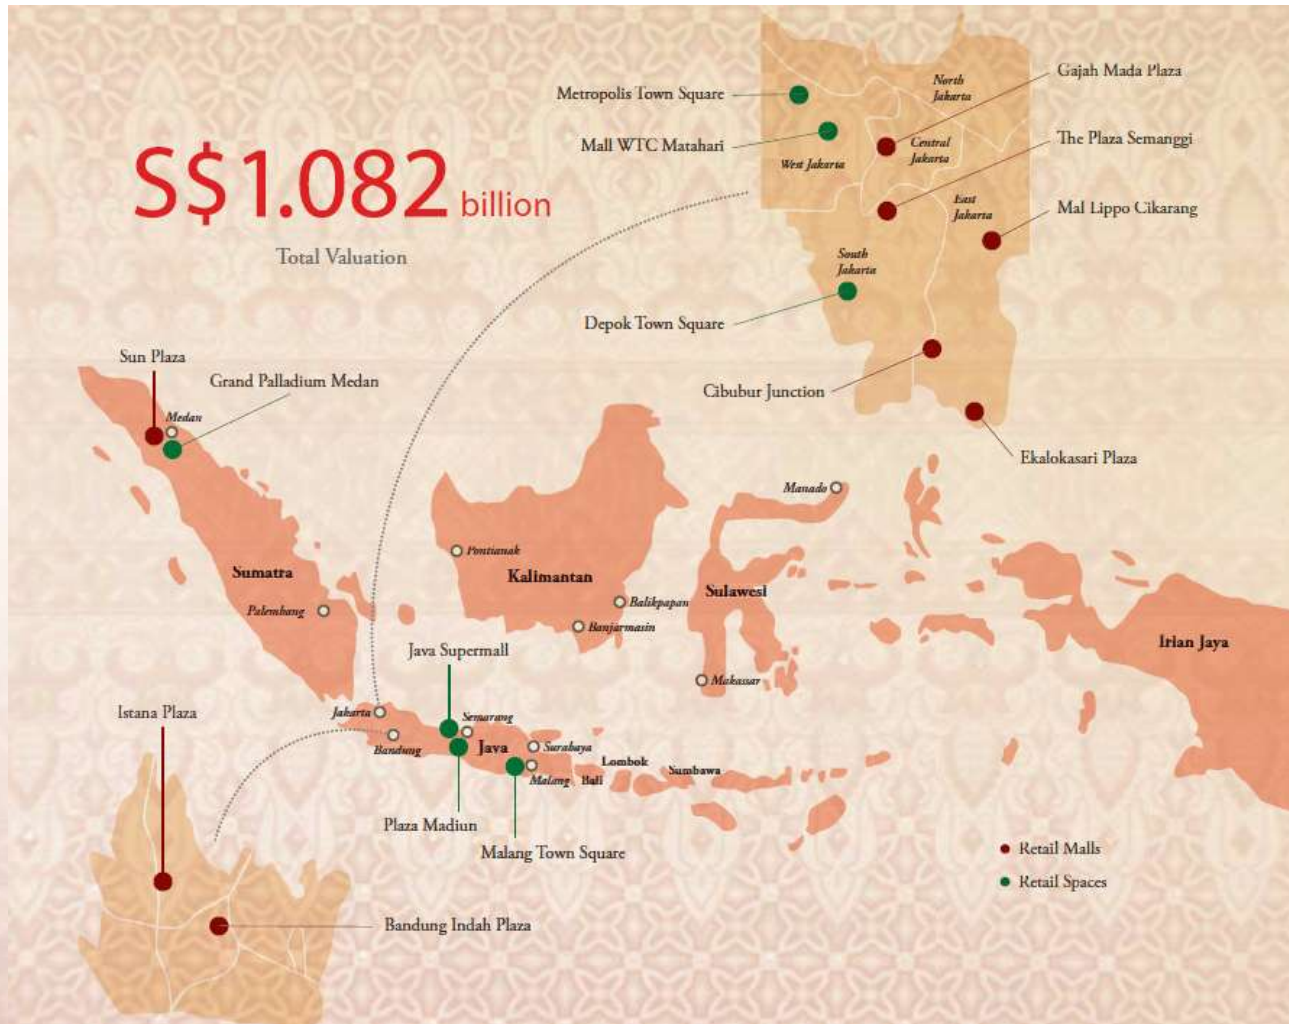 S$1.082 billion
Total Valuation
Metropolis Town Square
Mall WTC Matahari
Depok Town Square
Cibubur Junction
Gajah Mada Plaza
The Plaza Semanggi
Mal Lippo Cikarang
Ekalokasari Plaza
North
Jakarta
Central
Jakarta
West Jakarta
East
Jakarta
South
Jakarta
Sun Plaza
Grand Palladium Medan
Medan
Sumatra
Palembang
Pontianak
Kalimantan
Balikpapan
Banjarmasin
Manado
Sulawesi
Makassar
Irian Jaya
Java Supermall
Jakarta
Bandung
Semarang
Java
Surabaya
Malang
Bali
Lombok
Sumbawa
Plaza Madiun
Malang Town Square
Istana Plaza
Bandung Indah Plaza
Retail Malls
Retail Spaces